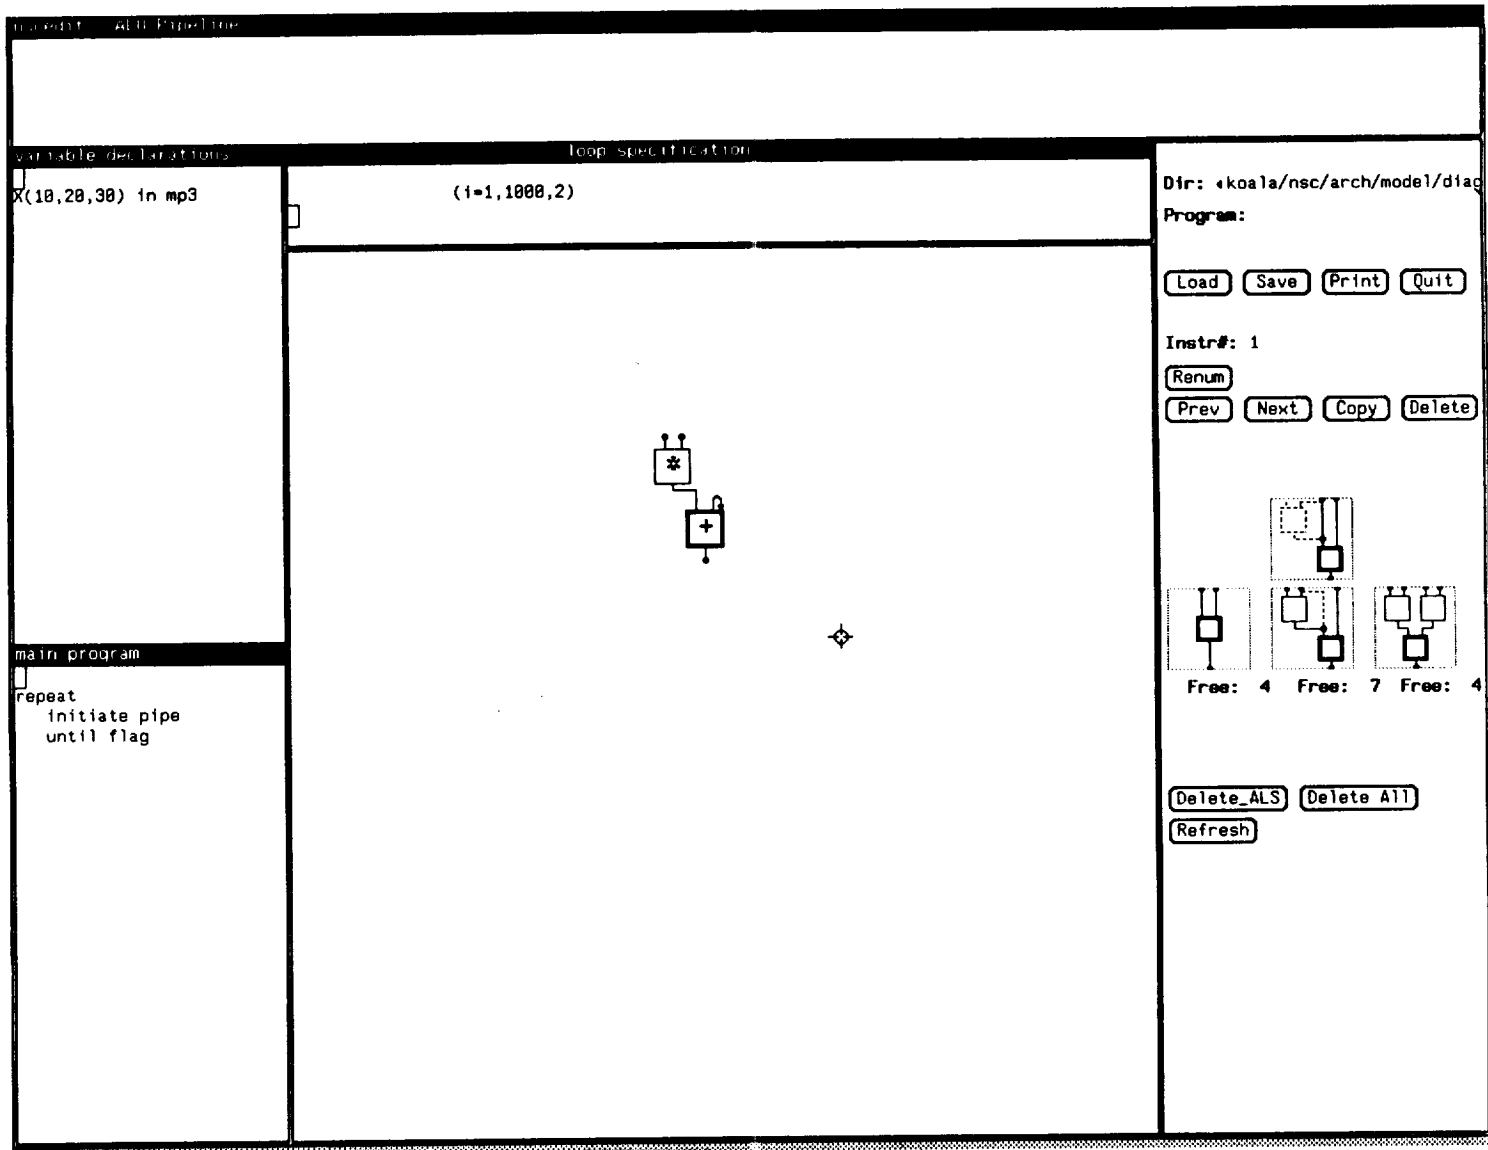 ALU Pipeline
variable declarations
loop specification
X(10,20,30) in mp3
(i=1,1000,2)
Dir: koala/nsc/arch/model/diag
Program:
Load Save Print Quit
Instr#: 1
Renum
Prev Next Copy Delete
*
+
Free: 4 Free: 7 Free: 4
main program
repeat
initiate pipe
until flag
Delete_ALS Delete All
Refresh